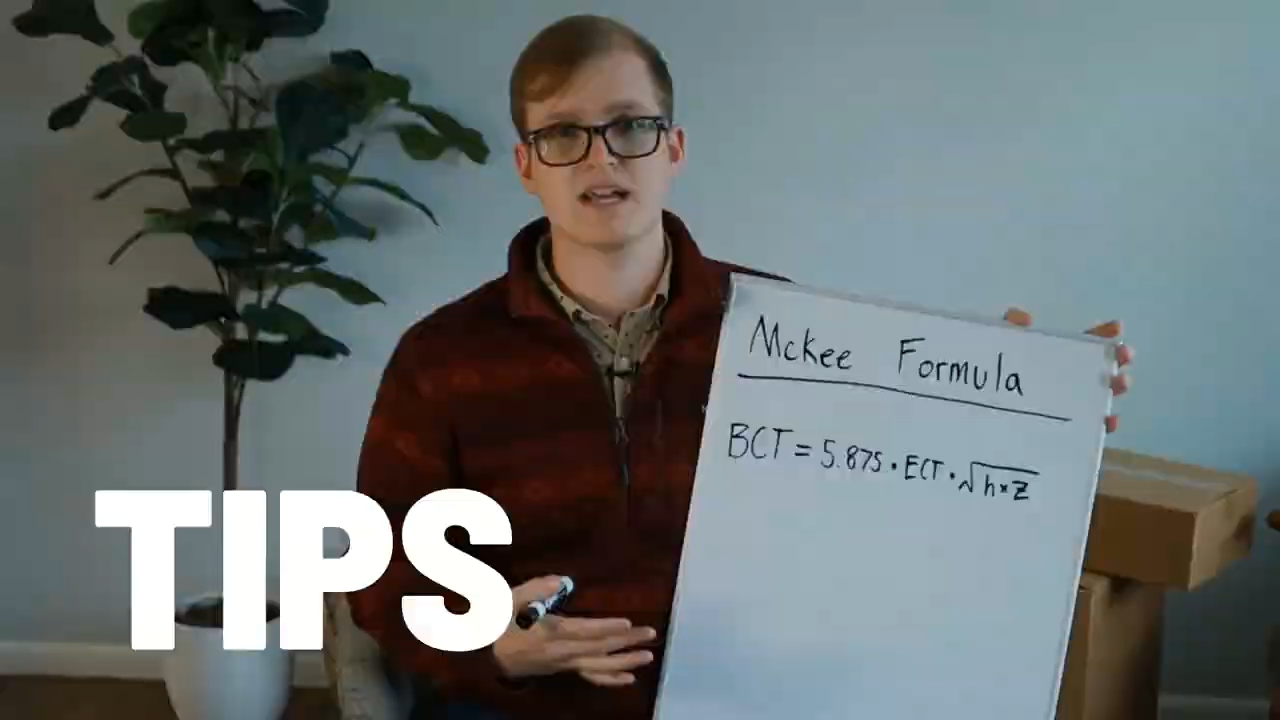 McKee Formula
BCT = 5.875 · ECT · √h×Z
TIPS